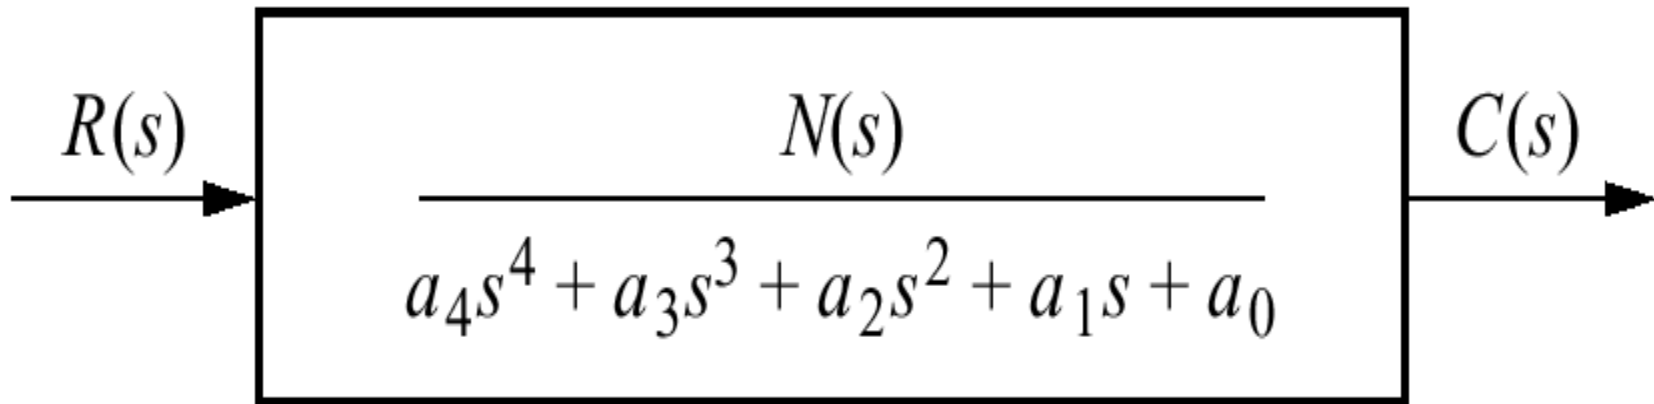 R(s)
N(s)
C(s)
a₄s⁴ + a₃s³ + a₂s² + a₁s + a₀